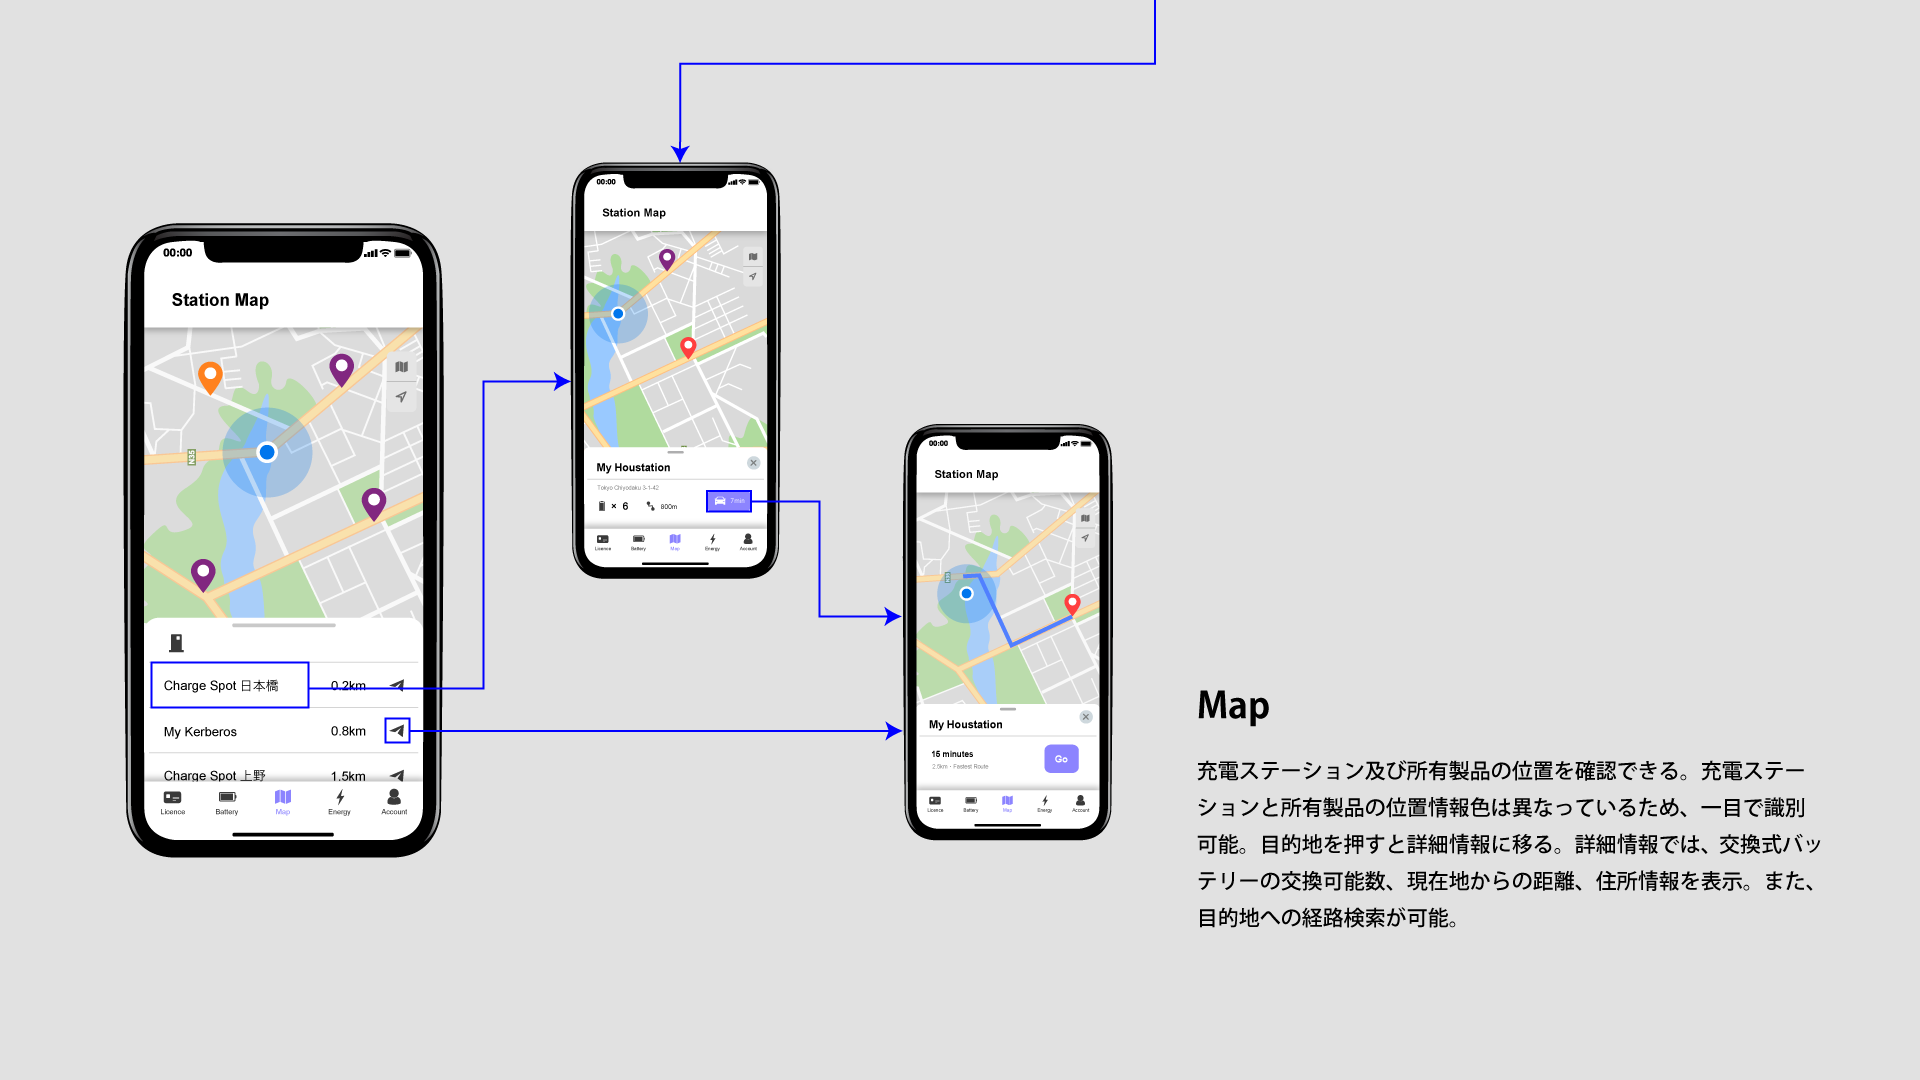 00:00
Station Map
N35
Charge Spot 日本橋 0.2km
My Kerberos 0.8km
Charge Spot 上野 1.5km
Licence Battery Map Energy Account
00:00
Station Map
My Houstation
Tokyo Chiyodaku 3-1-42
× 6 800m 7min
Licence Battery Map Energy Account
00:00
Station Map
My Houstation
15 minutes
2.5km・Fastest Route
Go
Licence Battery Map Energy Account
Map
充電ステーション及び所有製品の位置を確認できる。充電ステー
ションと所有製品の位置情報色は異なっているため、一目で識別
可能。目的地を押すと詳細情報に移る。詳細情報では、交換式バッ
テリーの交換可能数、現在地からの距離、住所情報を表示。また、
目的地への経路検索が可能。